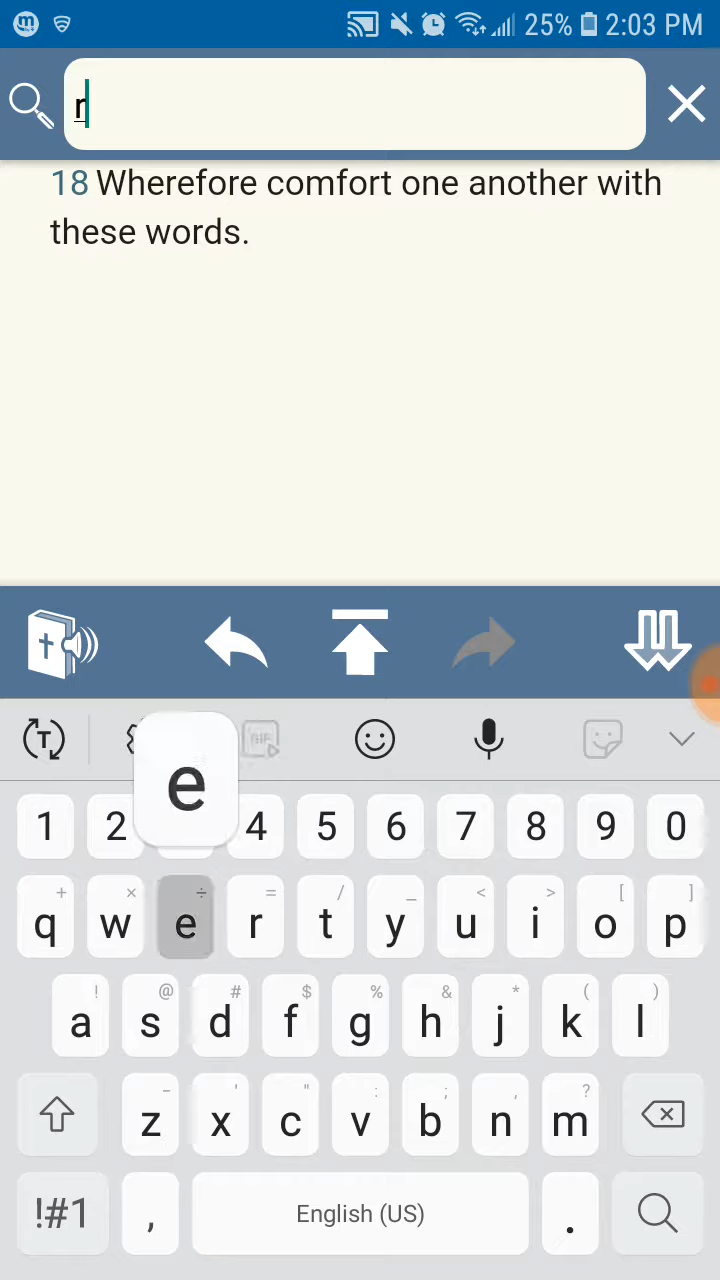 25% 2:03 PM
r
18 Wherefore comfort one another with
these words.
T GIF
e
1 2 4 5 6 7 8 9 0
+ × ÷ = / _ < > [ ]
q w e r t y u i o p
! @ # $ % & * ( )
a s d f g h j k l
- ' " : ; , ?
z x c v b n m
!#1 , English (US) .